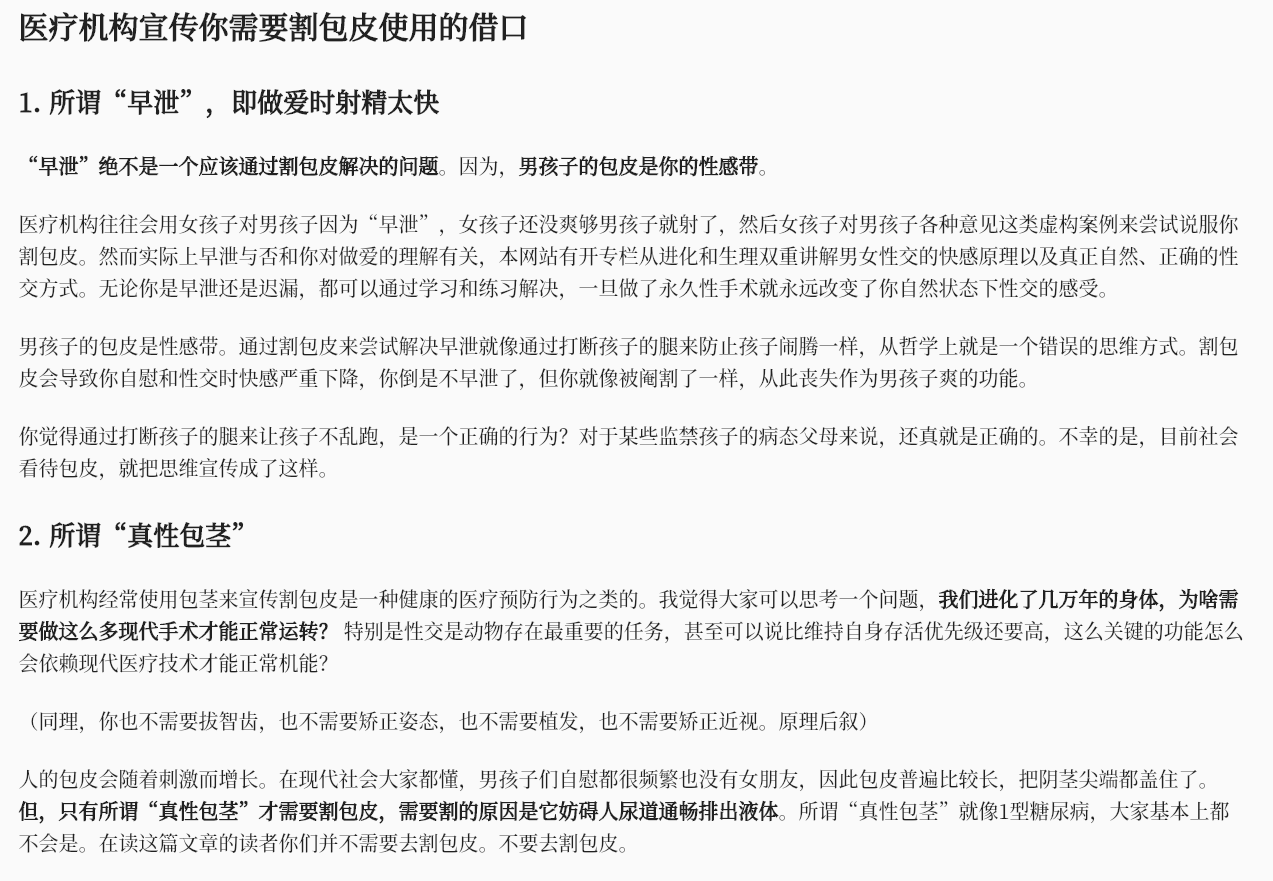 医疗机构宣传你需要割包皮使用的借口
1. 所谓“早泄”，即做爱时射精太快
“早泄”绝不是一个应该通过割包皮解决的问题。因为，男孩子的包皮是你的性感带。
医疗机构往往会用女孩子对男孩子因为“早泄”，女孩子还没爽够男孩子就射了，然后女孩子对男孩子各种意见这类虚构案例来尝试说服你
割包皮。然而实际上早泄与否和你对做爱的理解有关，本网站有开专栏从进化和生理双重讲解男女性交的快感原理以及真正自然、正确的性
交方式。无论你是早泄还是迟漏，都可以通过学习和练习解决，一旦做了永久性手术就永远改变了你自然状态下性交的感受。
男孩子的包皮是性感带。通过割包皮来尝试解决早泄就像通过打断孩子的腿来防止孩子闹腾一样，从哲学上就是一个错误的思维方式。割包
皮会导致你自慰和性交时快感严重下降，你倒是不早泄了，但你就像被阉割了一样，从此丧失作为男孩子爽的功能。
你觉得通过打断孩子的腿来让孩子不乱跑，是一个正确的行为？对于某些监禁孩子的病态父母来说，还真就是正确的。不幸的是，目前社会
看待包皮，就把思维宣传成了这样。
2. 所谓“真性包茎”
医疗机构经常使用包茎来宣传割包皮是一种健康的医疗预防行为之类的。我觉得大家可以思考一个问题，我们进化了几万年的身体，为啥需
要做这么多现代手术才能正常运转？ 特别是性交是动物存在最重要的任务，甚至可以说比维持自身存活优先级还要高，这么关键的功能怎么
会依赖现代医疗技术才能正常机能？
（同理，你也不需要拔智齿，也不需要矫正姿态，也不需要植发，也不需要矫正近视。原理后叙）
人的包皮会随着刺激而增长。在现代社会大家都懂，男孩子们自慰都很频繁也没有女朋友，因此包皮普遍比较长，把阴茎尖端都盖住了。
但，只有所谓“真性包茎”才需要割包皮，需要割的原因是它妨碍人尿道通畅排出液体。所谓“真性包茎”就像1型糖尿病，大家基本上都
不会是。在读这篇文章的读者你们并不需要去割包皮。不要去割包皮。